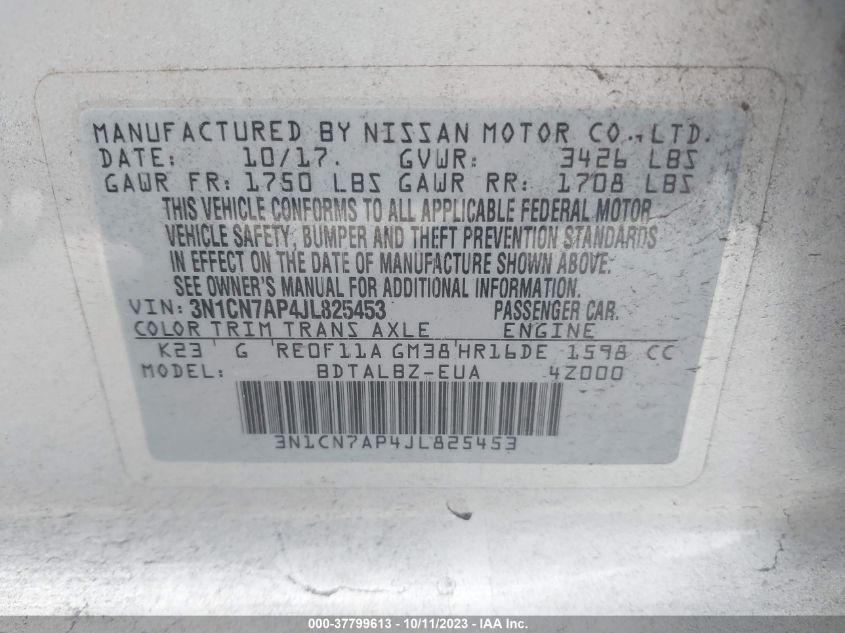 MANUFACTURED BY NISSAN MOTOR CO., LTD.
DATE: 10/17. GVWR: 3426 LBS
GAWR FR: 1750 LBS GAWR RR: 1708 LBS
THIS VEHICLE CONFORMS TO ALL APPLICABLE FEDERAL MOTOR
VEHICLE SAFETY, BUMPER AND THEFT PREVENTION STANDARDS
IN EFFECT ON THE DATE OF MANUFACTURE SHOWN ABOVE.
SEE OWNER'S MANUAL FOR ADDITIONAL INFORMATION.
VIN: 3N1CN7AP4JL825453 PASSENGER CAR.
COLOR TRIM TRANS AXLE ENGINE
K23 G RE0F11A GM38 HR16DE 1598 CC
MODEL: BDTALBZ-EUA 4Z000
3N1CN7AP4JL825453
000-37799613 - 10/11/2023 - IAAI.com